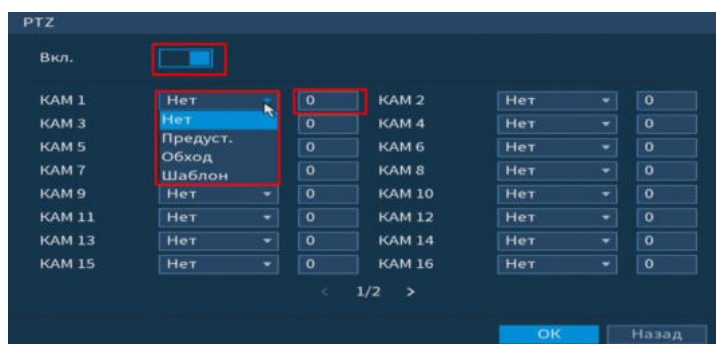 PTZ
Вкл.
КАМ 1 Нет 0 КАМ 2 Нет 0
КАМ 3 Нет 0 КАМ 4 Нет 0
КАМ 5 Предуст. 0 КАМ 6 Нет 0
Обход
КАМ 7 Шаблон 0 КАМ 8 Нет 0
КАМ 9 Нет 0 КАМ 10 Нет 0
КАМ 11 Нет 0 КАМ 12 Нет 0
КАМ 13 Нет 0 КАМ 14 Нет 0
КАМ 15 Нет 0 КАМ 16 Нет 0
< 1/2 >
ОК Назад